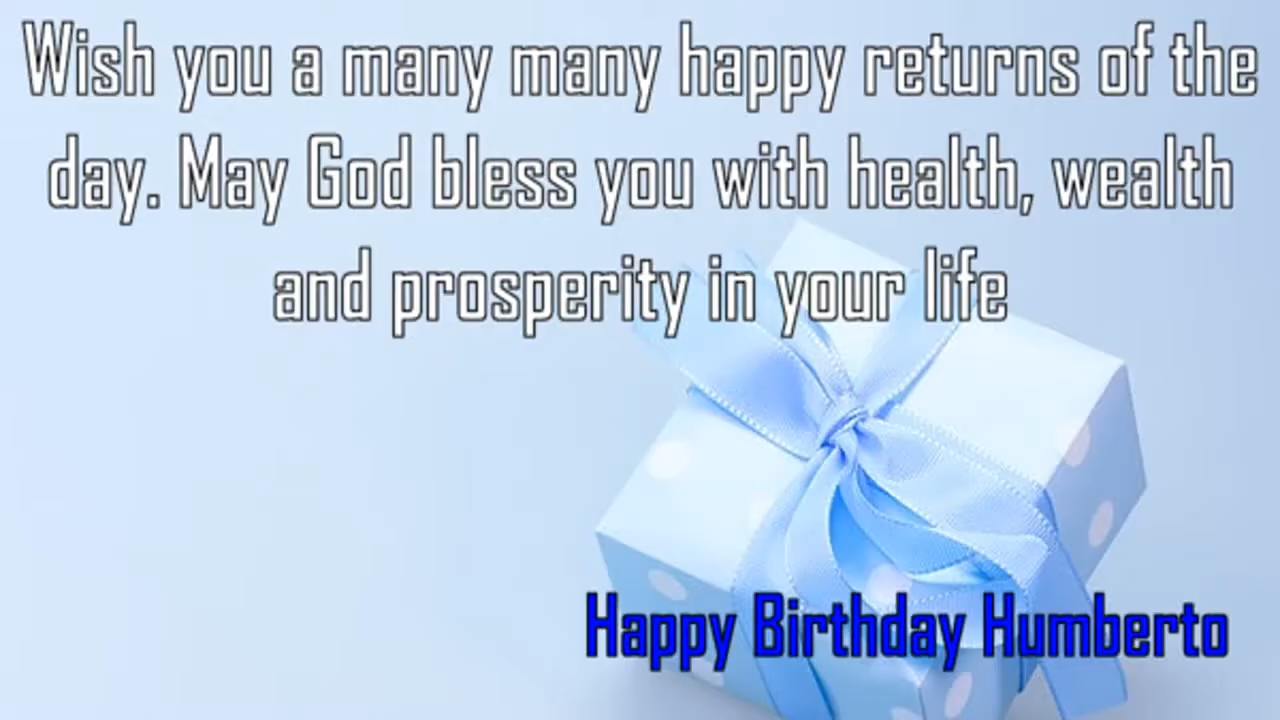 Wish you a many many happy returns of the
day. May God bless you with health, wealth
and prosperity in your life
Happy Birthday Humberto